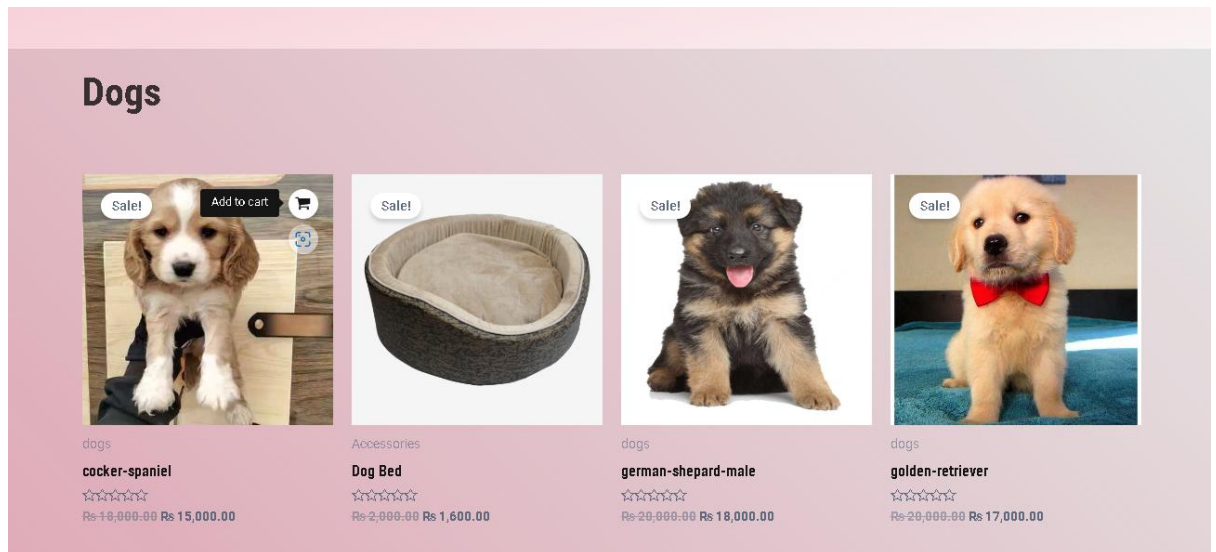 Dogs
Sale!
Add to cart
Sale!
Sale!
Sale!
dogs
cocker-spaniel
₨ 18,000.00 ₨ 15,000.00
Accessories
Dog Bed
₨ 2,000.00 ₨ 1,600.00
dogs
german-shepard-male
₨ 20,000.00 ₨ 18,000.00
dogs
golden-retriever
₨ 20,000.00 ₨ 17,000.00